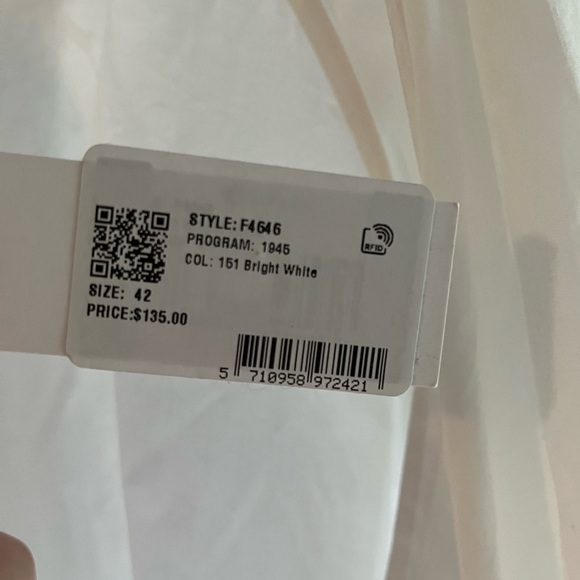 STYLE: F4646
PROGRAM: 1945
COL: 151 Bright White
RFID
SIZE: 42
PRICE:$135.00
5 710958 972421